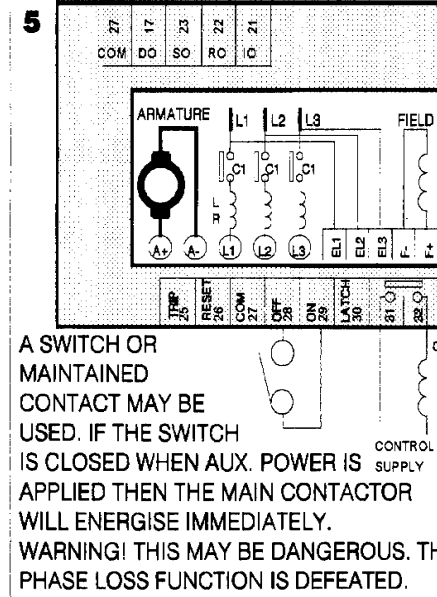 5
27 17 23 22 21
COM DO SO RO IO
ARMATURE L1 L2 L3 FIELD
C1 C1 C1
L
R
A+ A- L1 L2 L3 EL1 EL2 EL3 F- F+
TRIP 25 RESET 26 COM 27 OFF 28 ON 29 LATCH 30 S1 S2
A SWITCH OR
MAINTAINED
CONTACT MAY BE
USED. IF THE SWITCH
IS CLOSED WHEN AUX. POWER IS
CONTROL
SUPPLY
APPLIED THEN THE MAIN CONTACTOR
WILL ENERGISE IMMEDIATELY.
WARNING! THIS MAY BE DANGEROUS. TH
PHASE LOSS FUNCTION IS DEFEATED.